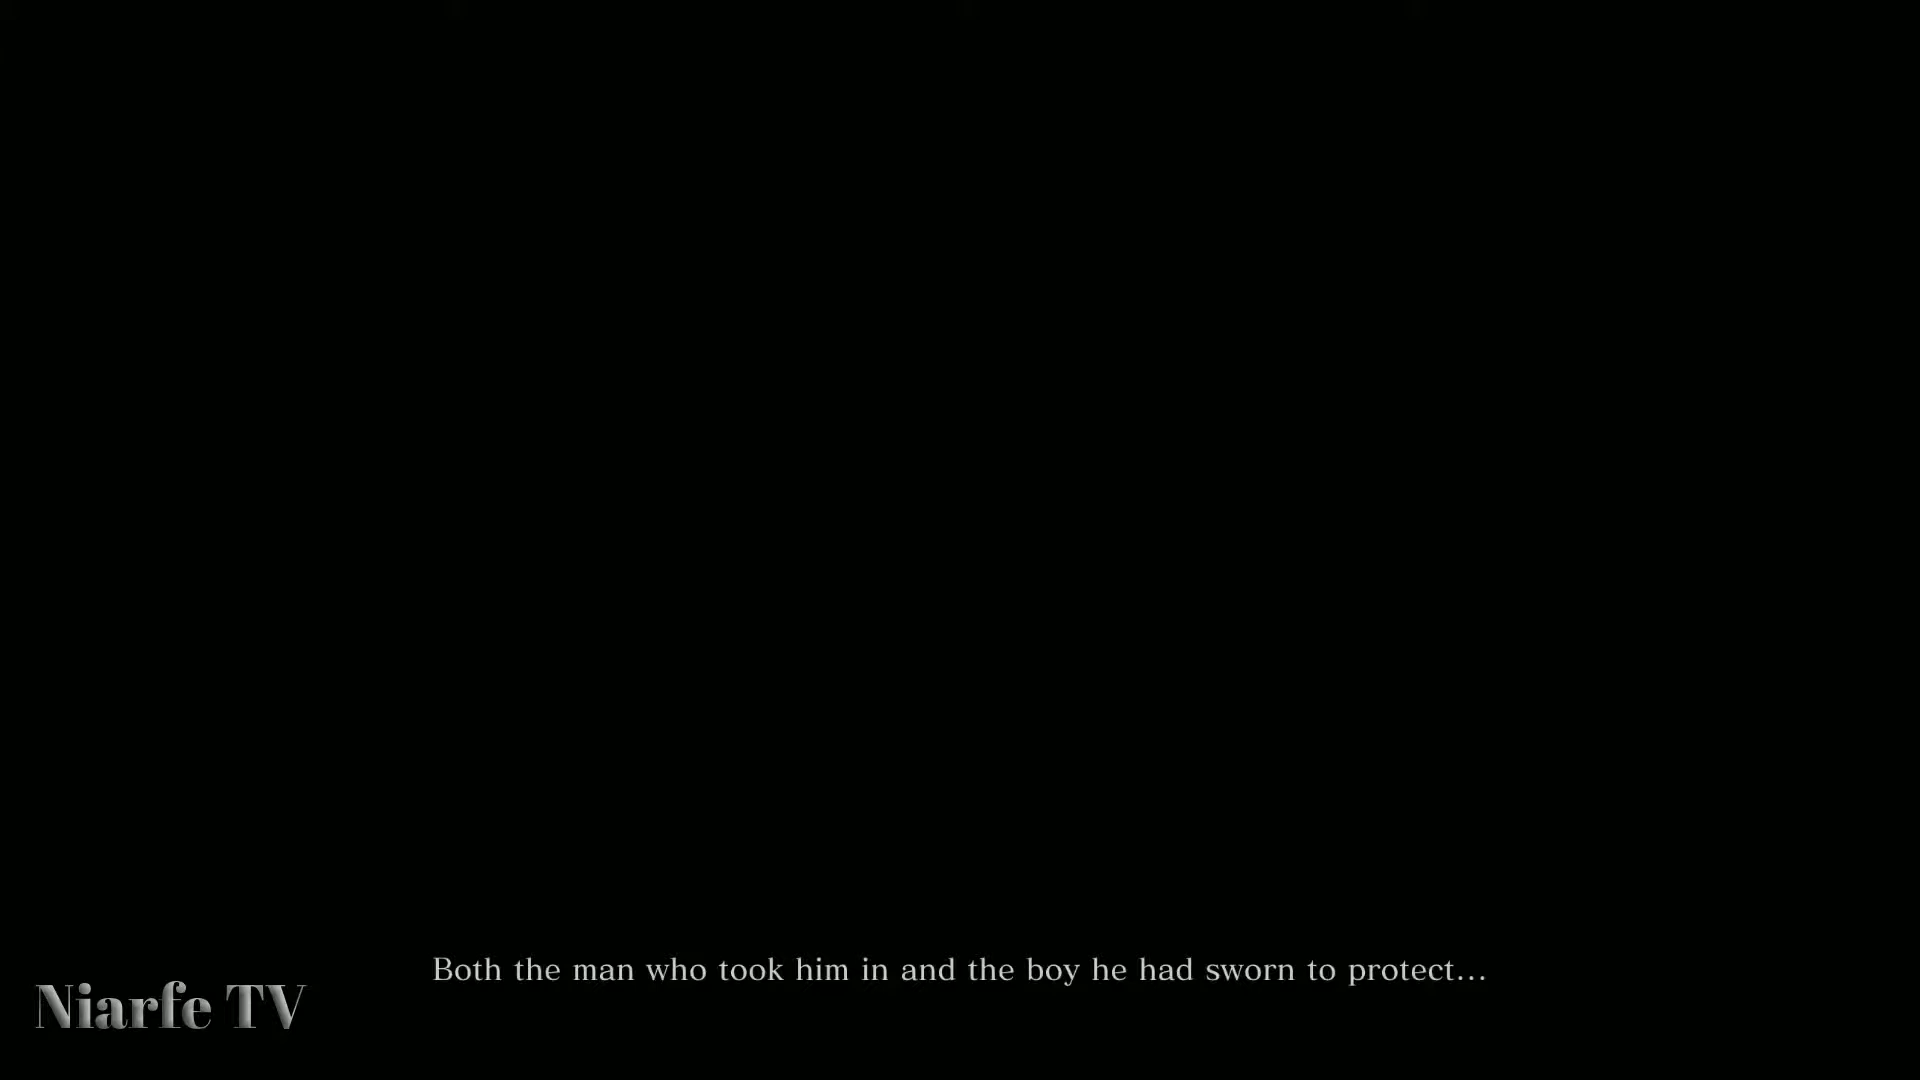 Both the man who took him in and the boy he had sworn to protect...
Niarfe TV